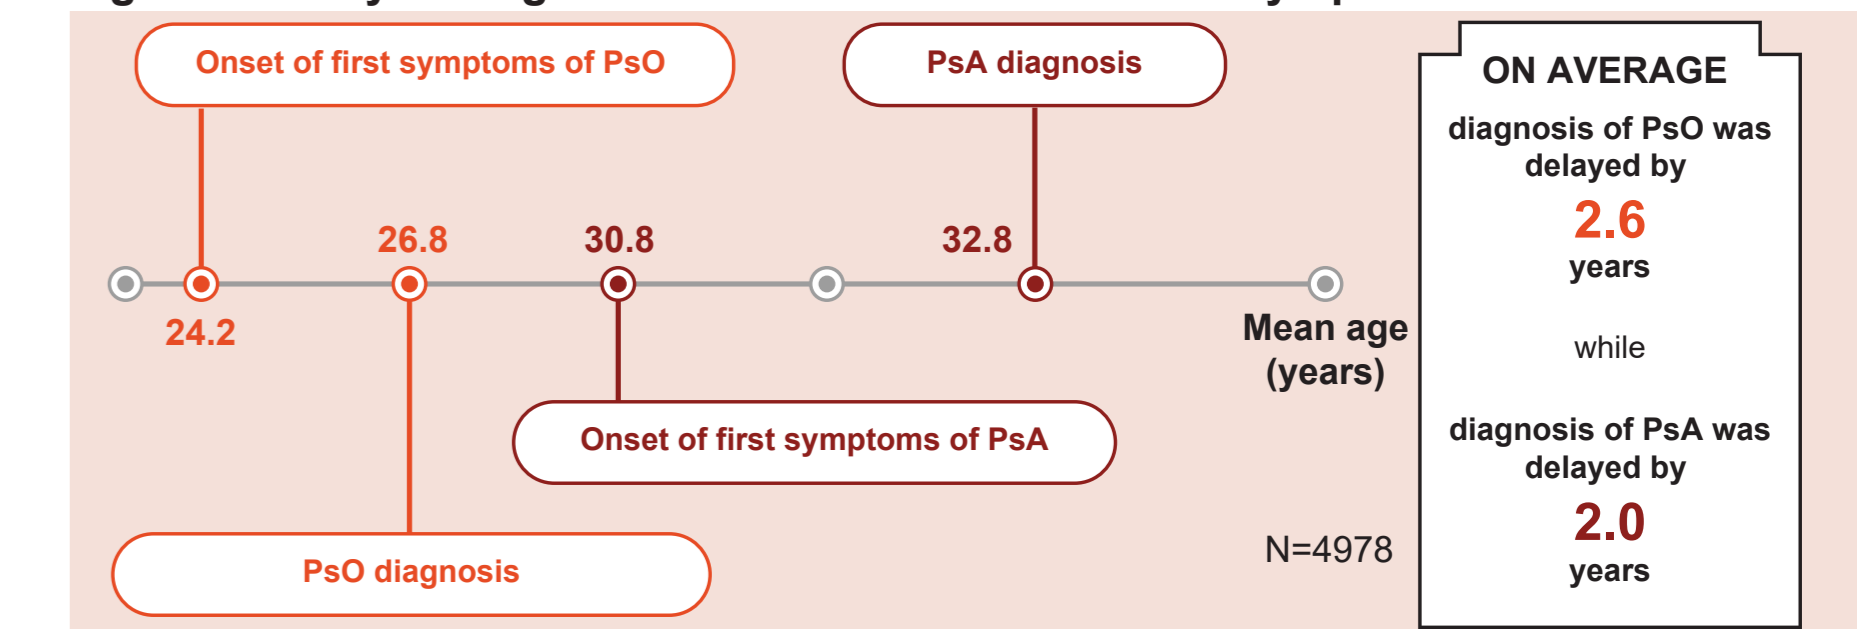 Onset of first symptoms of PsO
PsA diagnosis
26.8
30.8
32.8
24.2
Mean age
(years)
Onset of first symptoms of PsA
PsO diagnosis
N=4978
ON AVERAGE
diagnosis of PsO was
delayed by
2.6
years
while
diagnosis of PsA was
delayed by
2.0
years